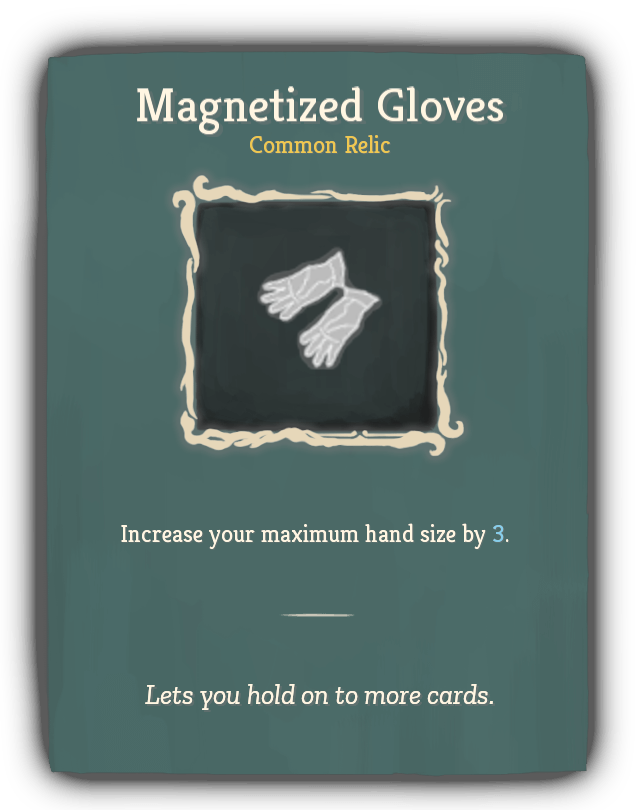 Magnetized Gloves
Common Relic
Increase your maximum hand size by 3.
Lets you hold on to more cards.